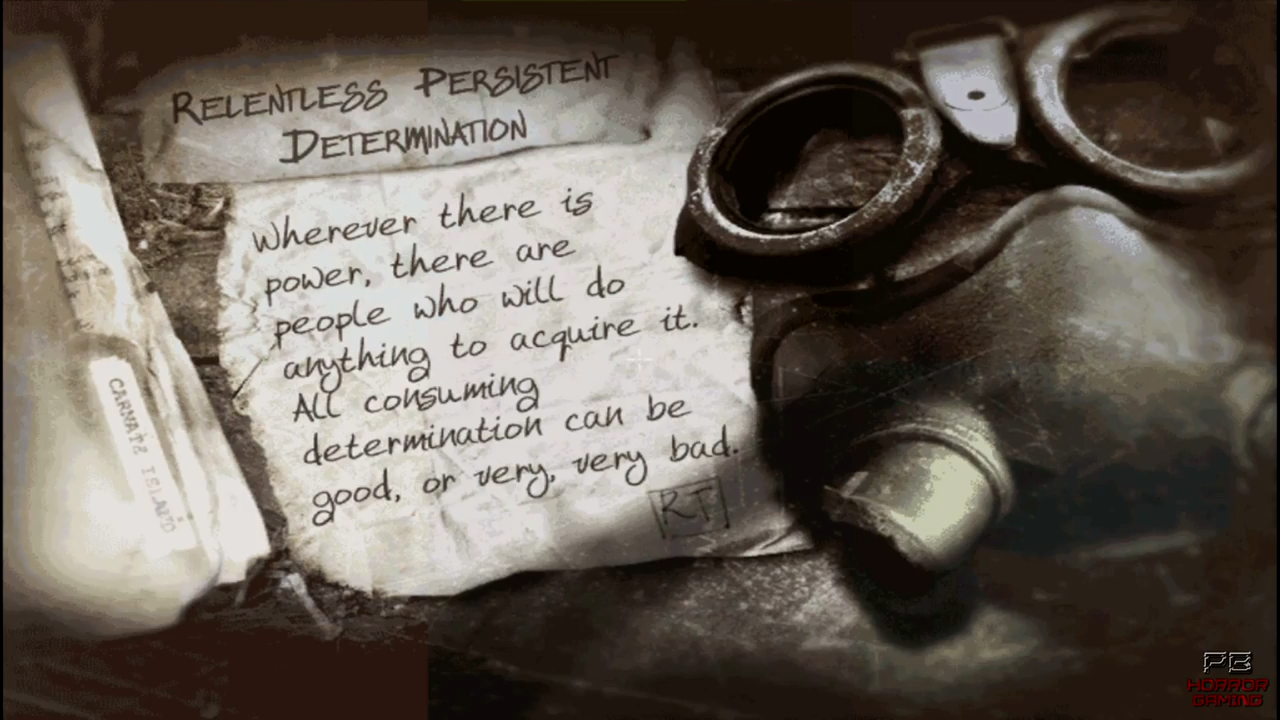 RELENTLESS PERSISTENT
DETERMINATION
Wherever there is
power, there are
people who will do
anything to acquire it.
All consuming
determination can be
good, or very, very bad.
RT
CARNATE ISLAND
PB
HORROR
GAMING